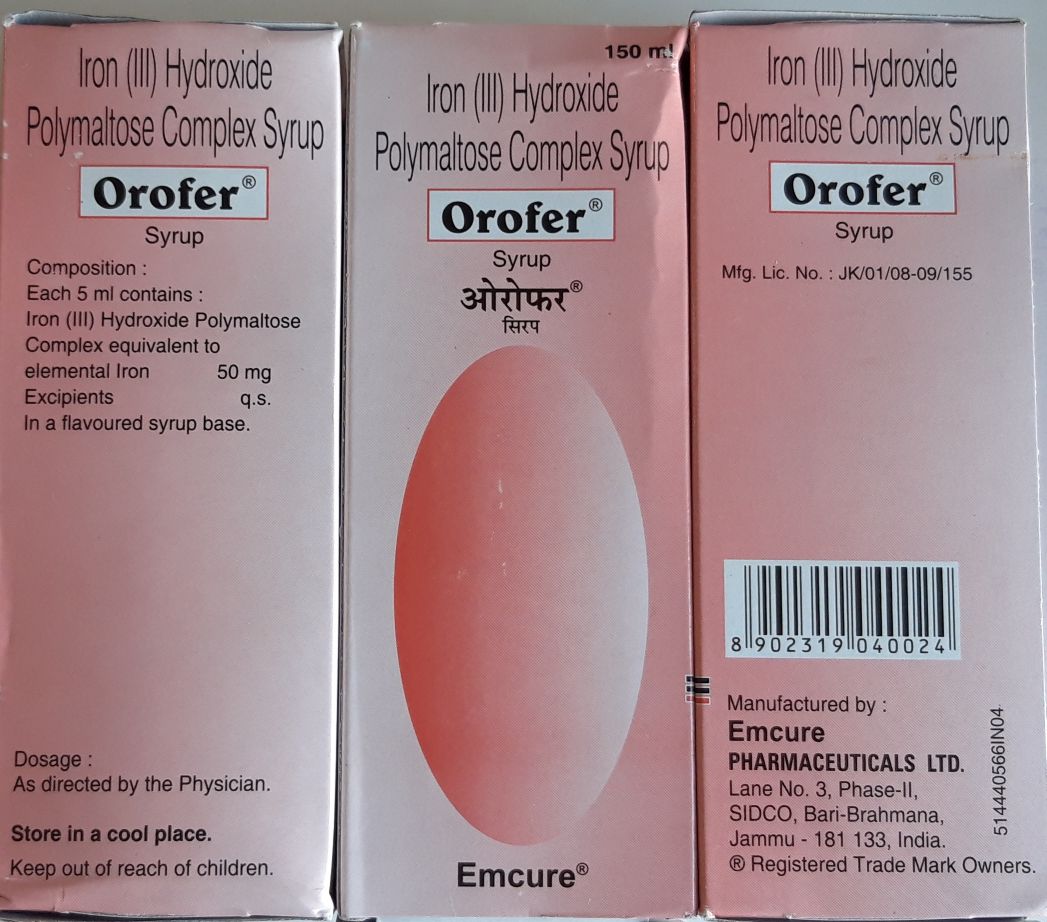 Iron (III) Hydroxide
Polymaltose Complex Syrup
Orofer®
Syrup
Composition :
Each 5 ml contains :
Iron (III) Hydroxide Polymaltose
Complex equivalent to
elemental Iron 50 mg
Excipients q.s.
In a flavoured syrup base.
Dosage :
As directed by the Physician.
Store in a cool place.
Keep out of reach of children.
150 ml
Iron (III) Hydroxide
Polymaltose Complex Syrup
Orofer®
Syrup
ओरोफर®
सिरप
Emcure®
Iron (III) Hydroxide
Polymaltose Complex Syrup
Orofer®
Syrup
Mfg. Lic. No. : JK/01/08-09/155
8 902319 040024
Manufactured by :
Emcure
PHARMACEUTICALS LTD.
Lane No. 3, Phase-II,
SIDCO, Bari-Brahmana,
Jammu - 181 133, India.
® Registered Trade Mark Owners.
514440566IN04